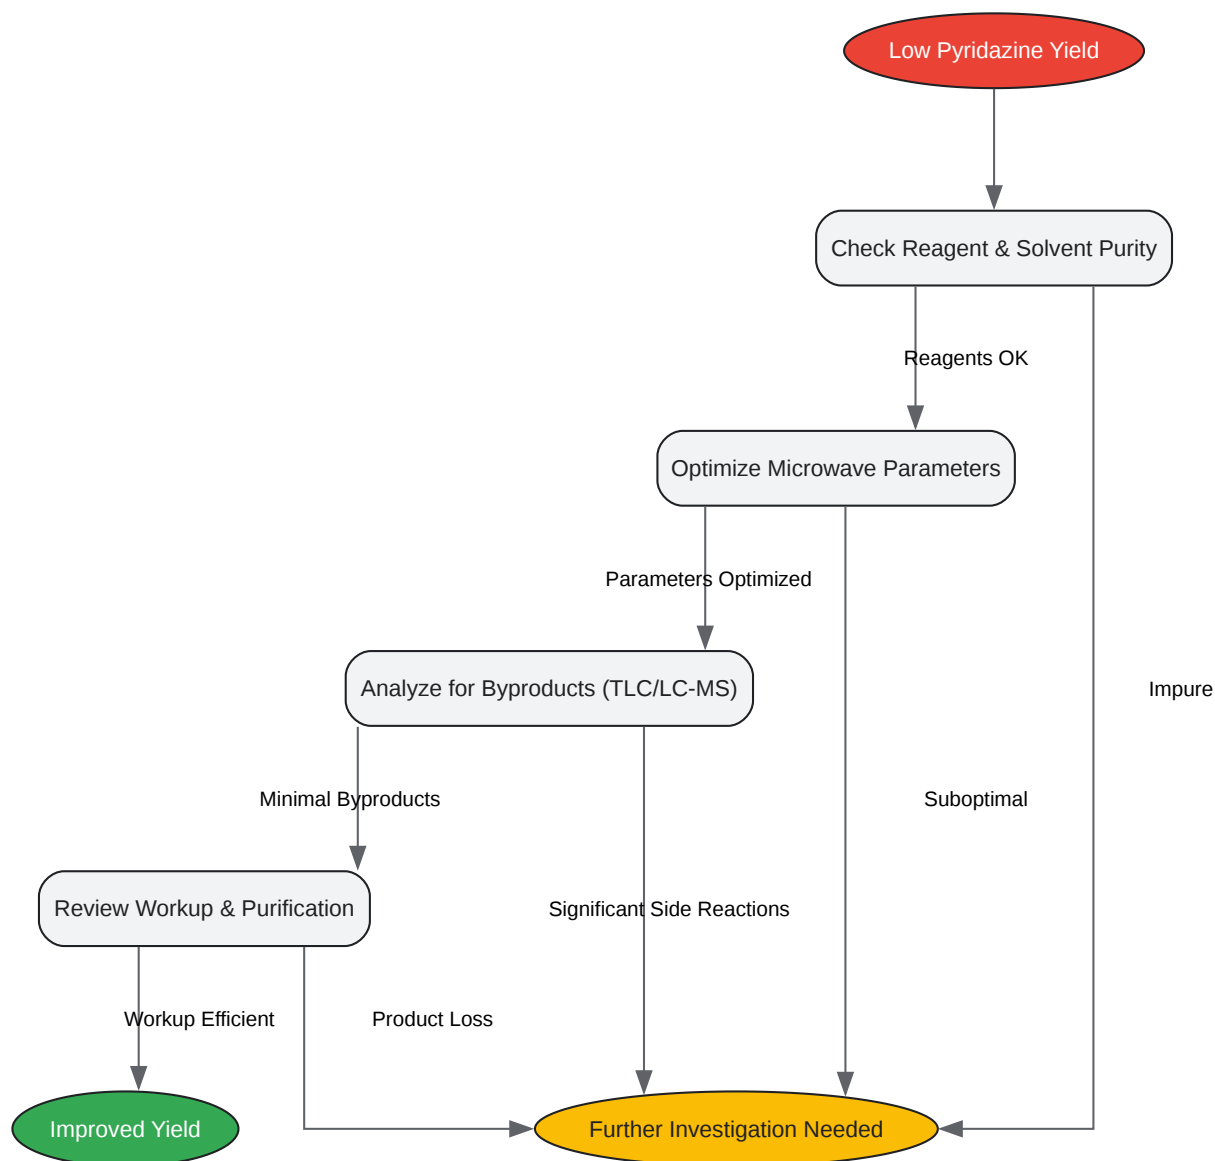 Low Pyridazine Yield
Check Reagent & Solvent Purity
Reagents OK
Optimize Microwave Parameters
Parameters Optimized
Analyze for Byproducts (TLC/LC-MS)
Impure
Minimal Byproducts
Suboptimal
Review Workup & Purification
Significant Side Reactions
Workup Efficient
Product Loss
Improved Yield
Further Investigation Needed